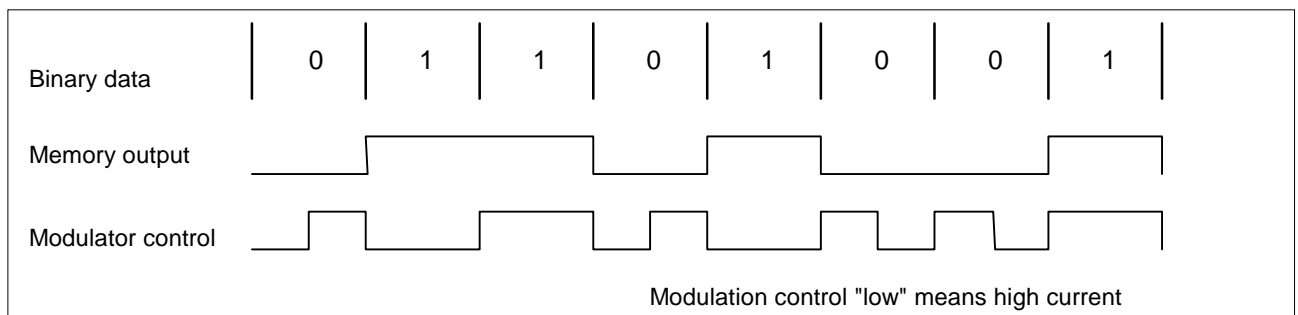 Binary data 0 1 1 0 1 0 0 1
Memory output
Modulator control
Modulation control "low" means high current